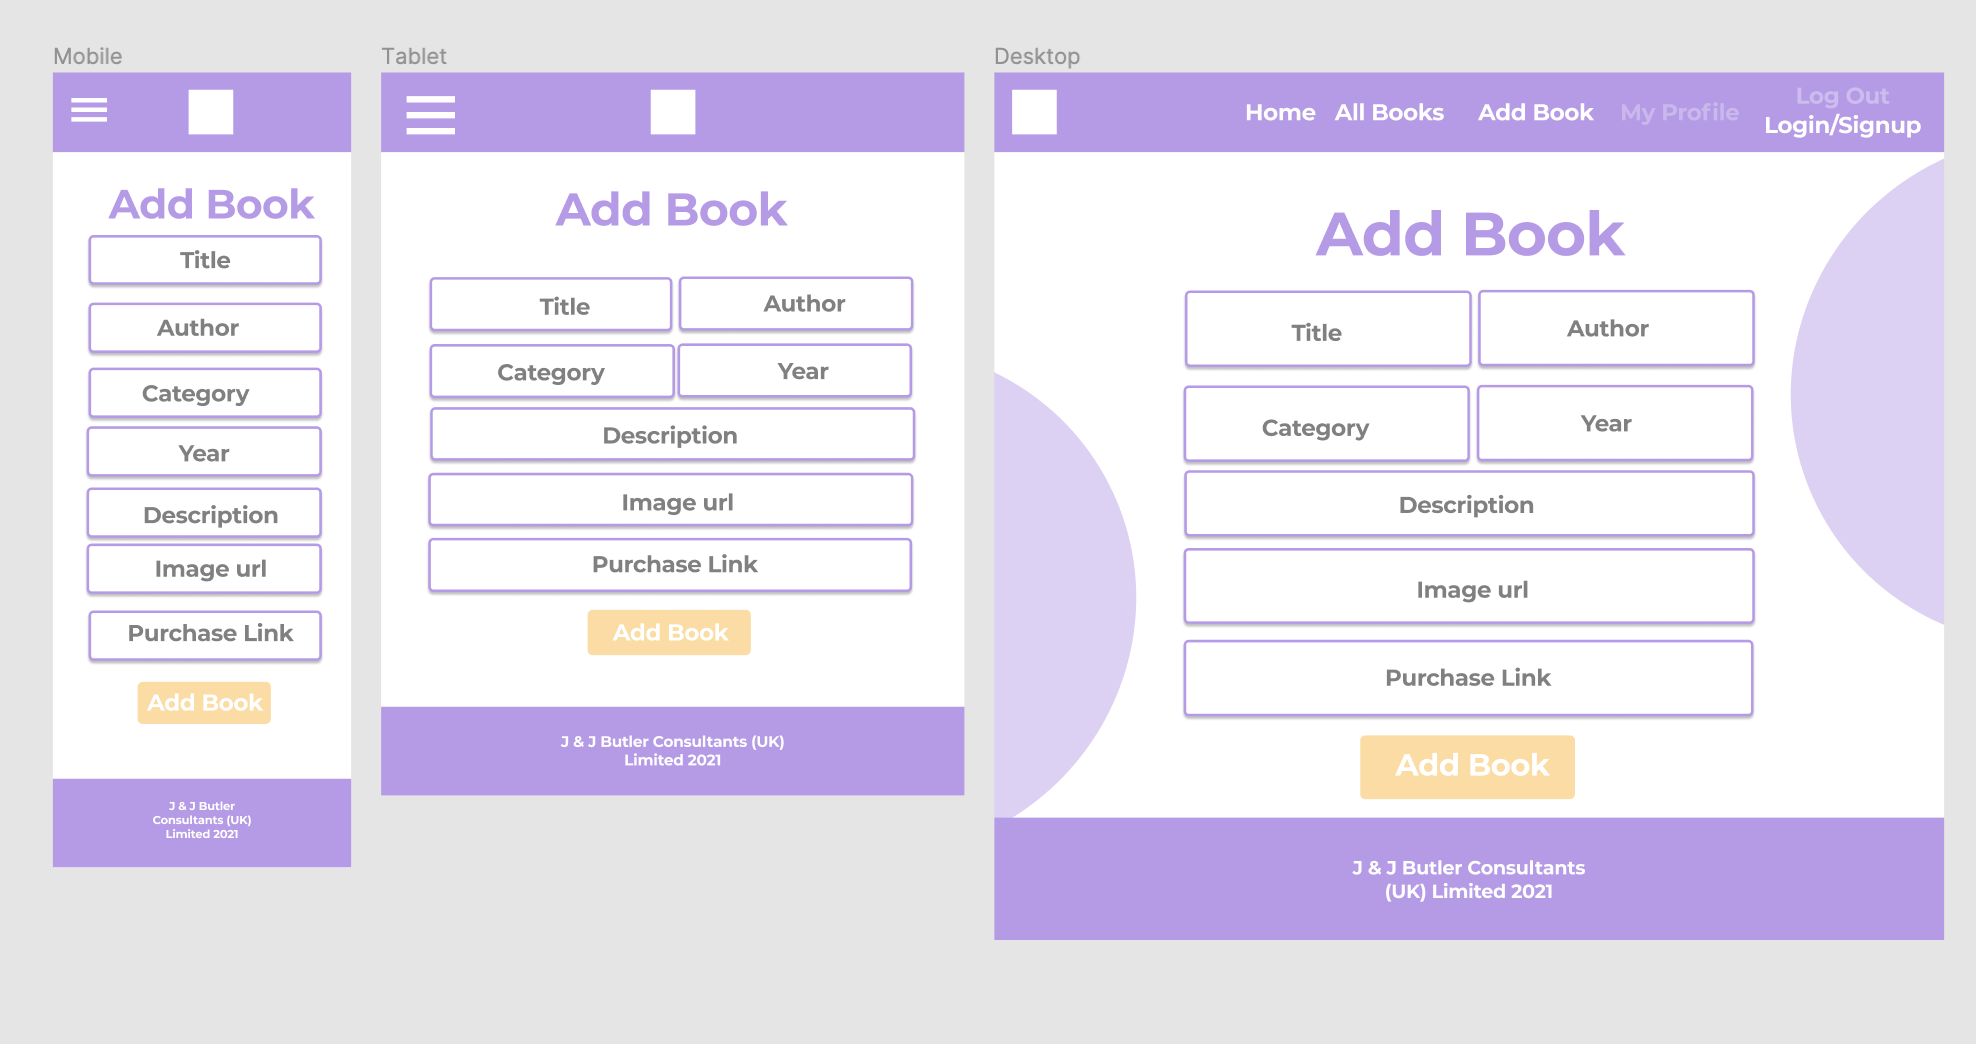 Mobile
Add Book
Title
Author
Category
Year
Description
Image url
Purchase Link
Add Book
J & J Butler
Consultants (UK)
Limited 2021
Tablet
Add Book
Title
Author
Category
Year
Description
Image url
Purchase Link
Add Book
J & J Butler Consultants (UK)
Limited 2021
Desktop
Home
All Books
Add Book
My Profile
Log Out
Login/Signup
Add Book
Title
Author
Category
Year
Description
Image url
Purchase Link
Add Book
J & J Butler Consultants
(UK) Limited 2021